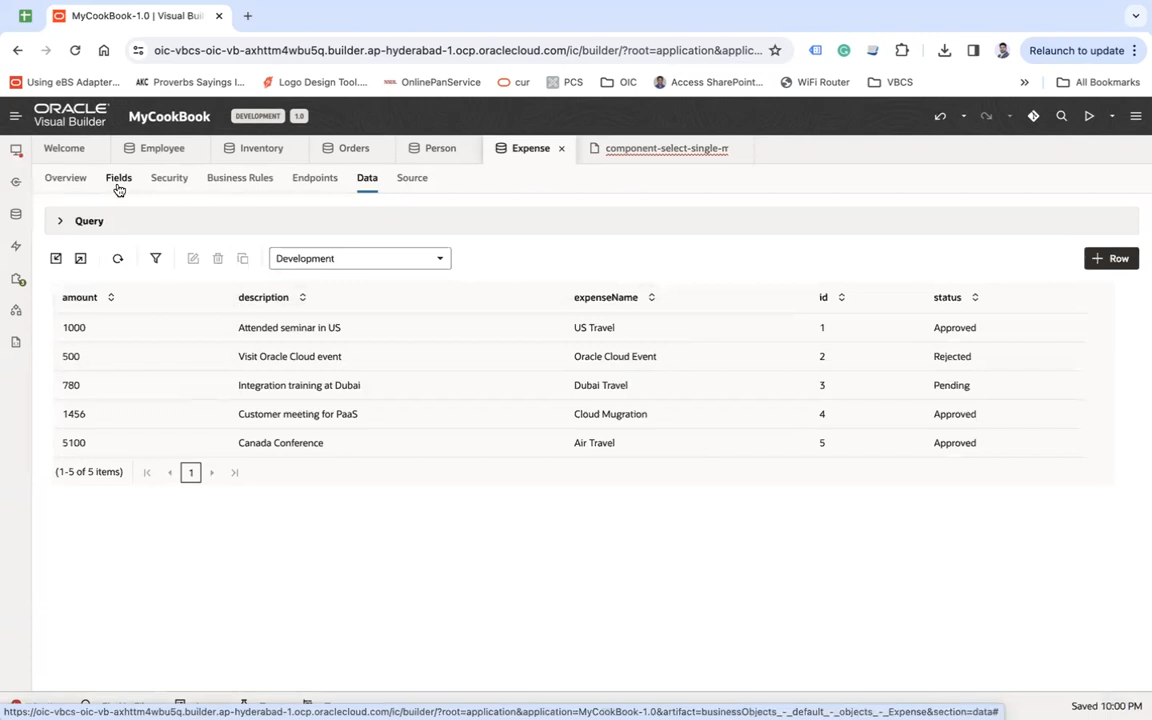 MyCookBook-1.0 | Visual Bui
oic-vbcs-oic-vb-axhttm4wbu5q.builder.ap-hyderabad-1.ocp.oraclecloud.com/ic/builder/?root=application&applic...
Relaunch to update
Using eBS Adapter...
AKC Proverbs Sayings I...
Logo Design Tool....
OnlinePanService
cur
PCS
OIC
Access SharePoint...
WiFi Router
VBCS
»
All Bookmarks
ORACLE
Visual Builder
MyCookBook
DEVELOPMENT
1.0
Welcome
Employee
Inventory
Orders
Person
Expense
component-select-single-m
Overview
Fields
Security
Business Rules
Endpoints
Data
Source
Query
Development
+ Row
amount description expenseName id status
1000 Attended seminar in US US Travel 1 Approved
500 Visit Oracle Cloud event Oracle Cloud Event 2 Rejected
780 Integration training at Dubai Dubai Travel 3 Pending
1456 Customer meeting for PaaS Cloud Mugration 4 Approved
5100 Canada Conference Air Travel 5 Approved
(1-5 of 5 items)
1
https://oic-vbcs-oic-vb-axhttm4wbu5q.builder.ap-hyderabad-1.ocp.oraclecloud.com/ic/builder/?root=application&application=MyCookBook-1.0&artifact=businessObjects_-_default_-_objects_-_Expense&section=data#
Saved 10:00 PM